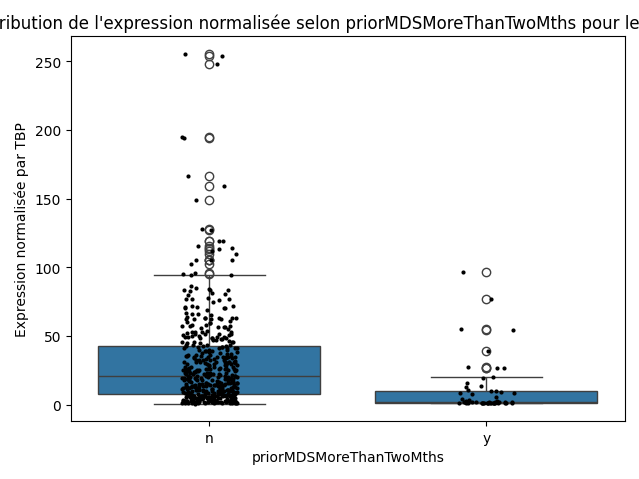 ribution de l'expression normalisée selon priorMDSMoreThanTwoMths pour le
Expression normalisée par TBP
250
200
150
100
50
0
n
y
priorMDSMoreThanTwoMths